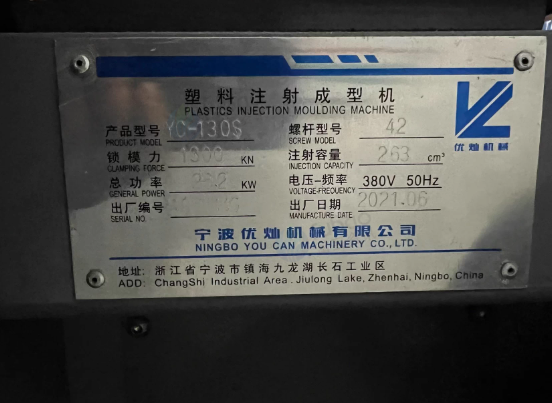 塑料注射成型机
PLASTICS INJECTION MOULDING MACHINE
产品型号 YC-130S 螺杆型号 42
PRODUCT MODEL SCREW MODEL
锁模力 1300 KN 注射容量 263 cm³
CLAMPING FORCE INJECTION CAPACITY
总功率 KW 电压-频率 380V 50Hz
GENERAL POWER VOLTAGE-FREQUENCY
出厂编号 出厂日期 2021.06
SERIAL NO. MANUFACTURE DATE
优灿机械
宁波优灿机械有限公司
NINGBO YOU CAN MACHINERY CO., LTD.
地址: 浙江省宁波市镇海九龙湖长石工业区
ADD: ChangShi Industrial Area . Jiulong Lake, Zhenhai, Ningbo, China